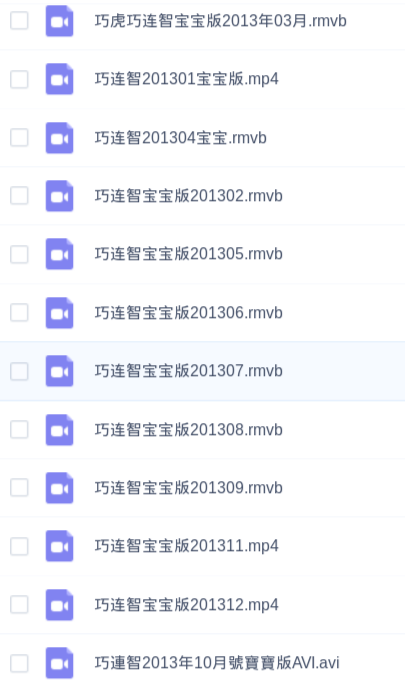 巧虎巧连智宝宝版2013年03月.rmvb
巧连智201301宝宝版.mp4
巧连智201304宝宝.rmvb
巧连智宝宝版201302.rmvb
巧连智宝宝版201305.rmvb
巧连智宝宝版201306.rmvb
巧连智宝宝版201307.rmvb
巧连智宝宝版201308.rmvb
巧连智宝宝版201309.rmvb
巧连智宝宝版201311.mp4
巧连智宝宝版201312.mp4
巧連智2013年10月號寶寶版AVI.avi